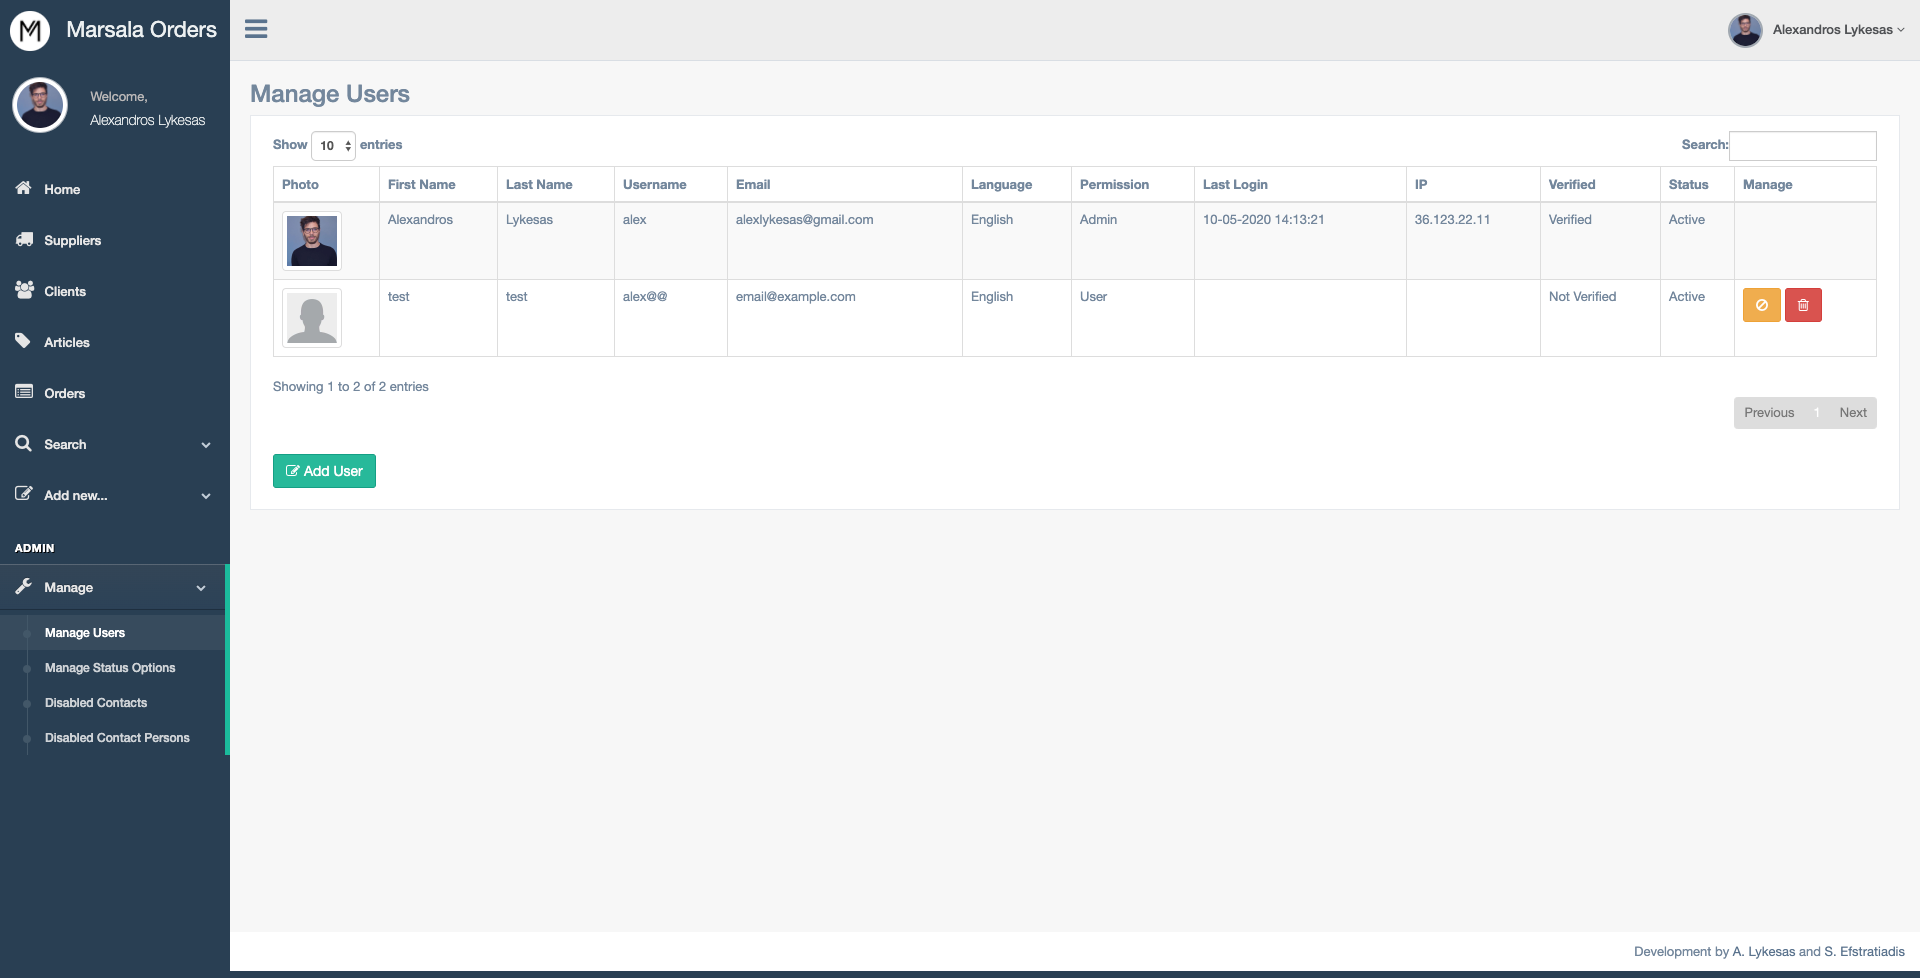 Marsala Orders
Alexandros Lykesas
Welcome,
Alexandros Lykesas
Home
Suppliers
Clients
Articles
Orders
Search
Add new...
ADMIN
Manage
Manage Users
Manage Status Options
Disabled Contacts
Disabled Contact Persons
Manage Users
Show 10 entries
Search:
Photo First Name Last Name Username Email Language Permission Last Login IP Verified Status Manage
Alexandros Lykesas alex alexlykesas@gmail.com English Admin 10-05-2020 14:13:21 36.123.22.11 Verified Active
test test alex@@ email@example.com English User Not Verified Active
Showing 1 to 2 of 2 entries
Previous 1 Next
Add User
Development by A. Lykesas and S. Efstratiadis